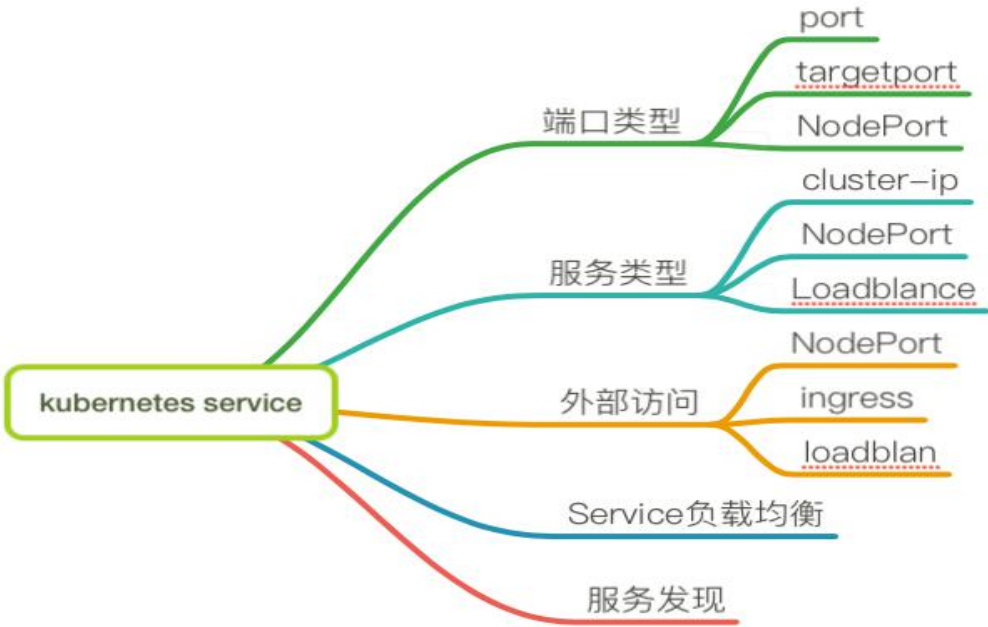 port
targetport
端口类型
NodePort
cluster-ip
NodePort
服务类型
Loadblance
NodePort
kubernetes service
外部访问
ingress
loadblan
Service负载均衡
服务发现